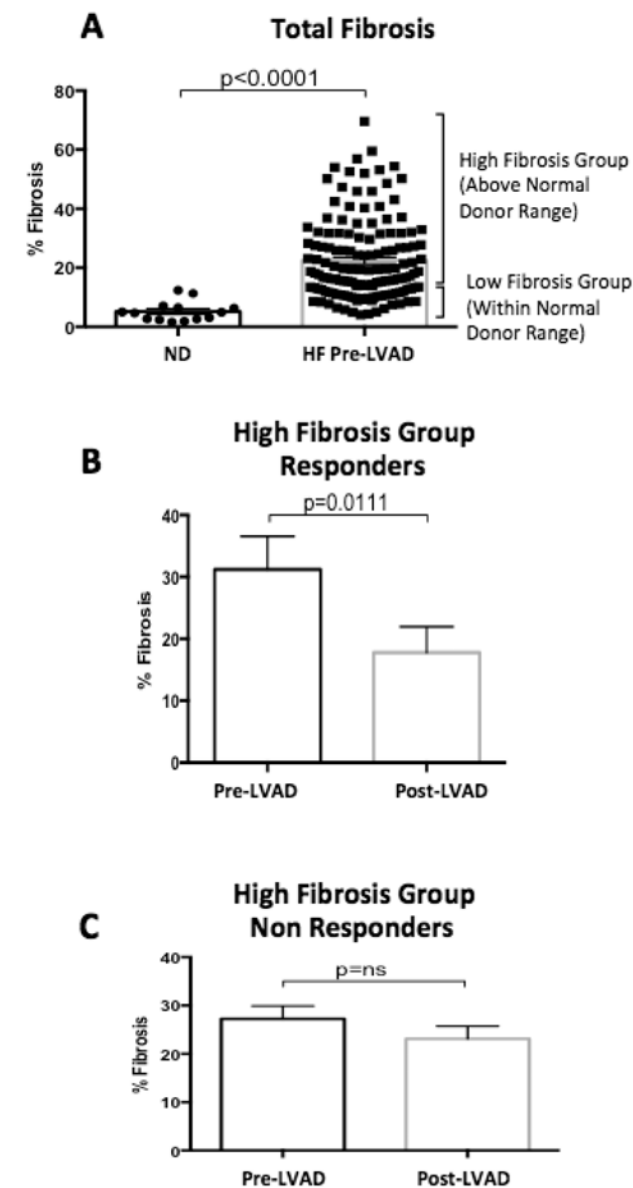 A
Total Fibrosis
p<0.0001
80
60
40
20
0
% Fibrosis
High Fibrosis Group
(Above Normal
Donor Range)
Low Fibrosis Group
(Within Normal
Donor Range)
ND
HF Pre-LVAD
B
High Fibrosis Group
Responders
p=0.0111
40
30
20
10
0
% Fibrosis
Pre-LVAD
Post-LVAD
C
High Fibrosis Group
Non Responders
p=ns
40
30
20
10
0
% Fibrosis
Pre-LVAD
Post-LVAD